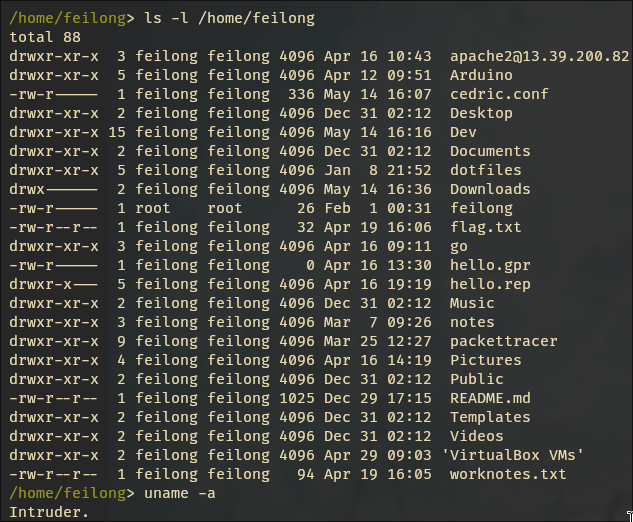 /home/feilong> ls -l /home/feilong
total 88
drwxr-xr-x  3 feilong feilong 4096 Apr 16 10:43  apache2@13.39.200.82
drwxr-xr-x  5 feilong feilong 4096 Apr 12 09:51  Arduino
-rw-r-----  1 feilong feilong  336 May 14 16:07  cedric.conf
drwxr-xr-x  2 feilong feilong 4096 Dec 31 02:12  Desktop
drwxr-xr-x 15 feilong feilong 4096 May 14 16:16  Dev
drwxr-xr-x  2 feilong feilong 4096 Dec 31 02:12  Documents
drwxr-xr-x  5 feilong feilong 4096 Jan  8 21:52  dotfiles
drwx------  2 feilong feilong 4096 May 14 16:36  Downloads
-rw-r-----  1 root    root      26 Feb  1 00:31  feilong
-rw-r--r--  1 feilong feilong   32 Apr 19 16:06  flag.txt
drwxr-xr-x  3 feilong feilong 4096 Apr 16 09:11  go
-rw-r-----  1 feilong feilong    0 Apr 16 13:30  hello.gpr
drwxr-x---  5 feilong feilong 4096 Apr 16 19:19  hello.rep
drwxr-xr-x  2 feilong feilong 4096 Dec 31 02:12  Music
drwxr-xr-x  3 feilong feilong 4096 Mar  7 09:26  notes
drwxr-xr-x  9 feilong feilong 4096 Mar 25 12:27  packettracer
drwxr-xr-x  4 feilong feilong 4096 Apr 16 14:19  Pictures
drwxr-xr-x  2 feilong feilong 4096 Dec 31 02:12  Public
-rw-r--r--  1 feilong feilong 1025 Dec 29 17:15  README.md
drwxr-xr-x  2 feilong feilong 4096 Dec 31 02:12  Templates
drwxr-xr-x  2 feilong feilong 4096 Dec 31 02:12  Videos
drwxr-xr-x  2 feilong feilong 4096 Apr 29 09:03 'VirtualBox VMs'
-rw-r--r--  1 feilong feilong   94 Apr 19 16:05  worknotes.txt
/home/feilong> uname -a
Intruder.